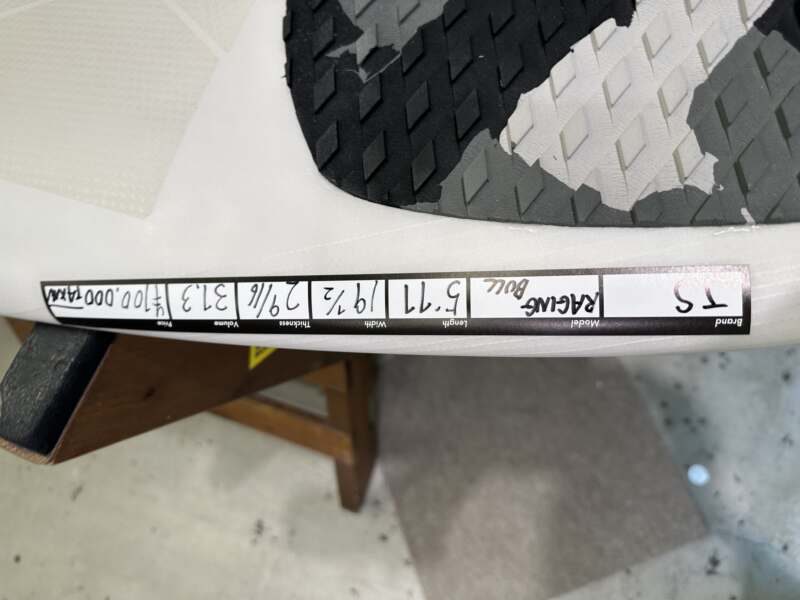 Brand
JS
Model
RAGING
BULL
Length
5'11
Width
19 1/2
Thickness
2 9/16
Volume
31.3
Price
¥100,000 TAXIN